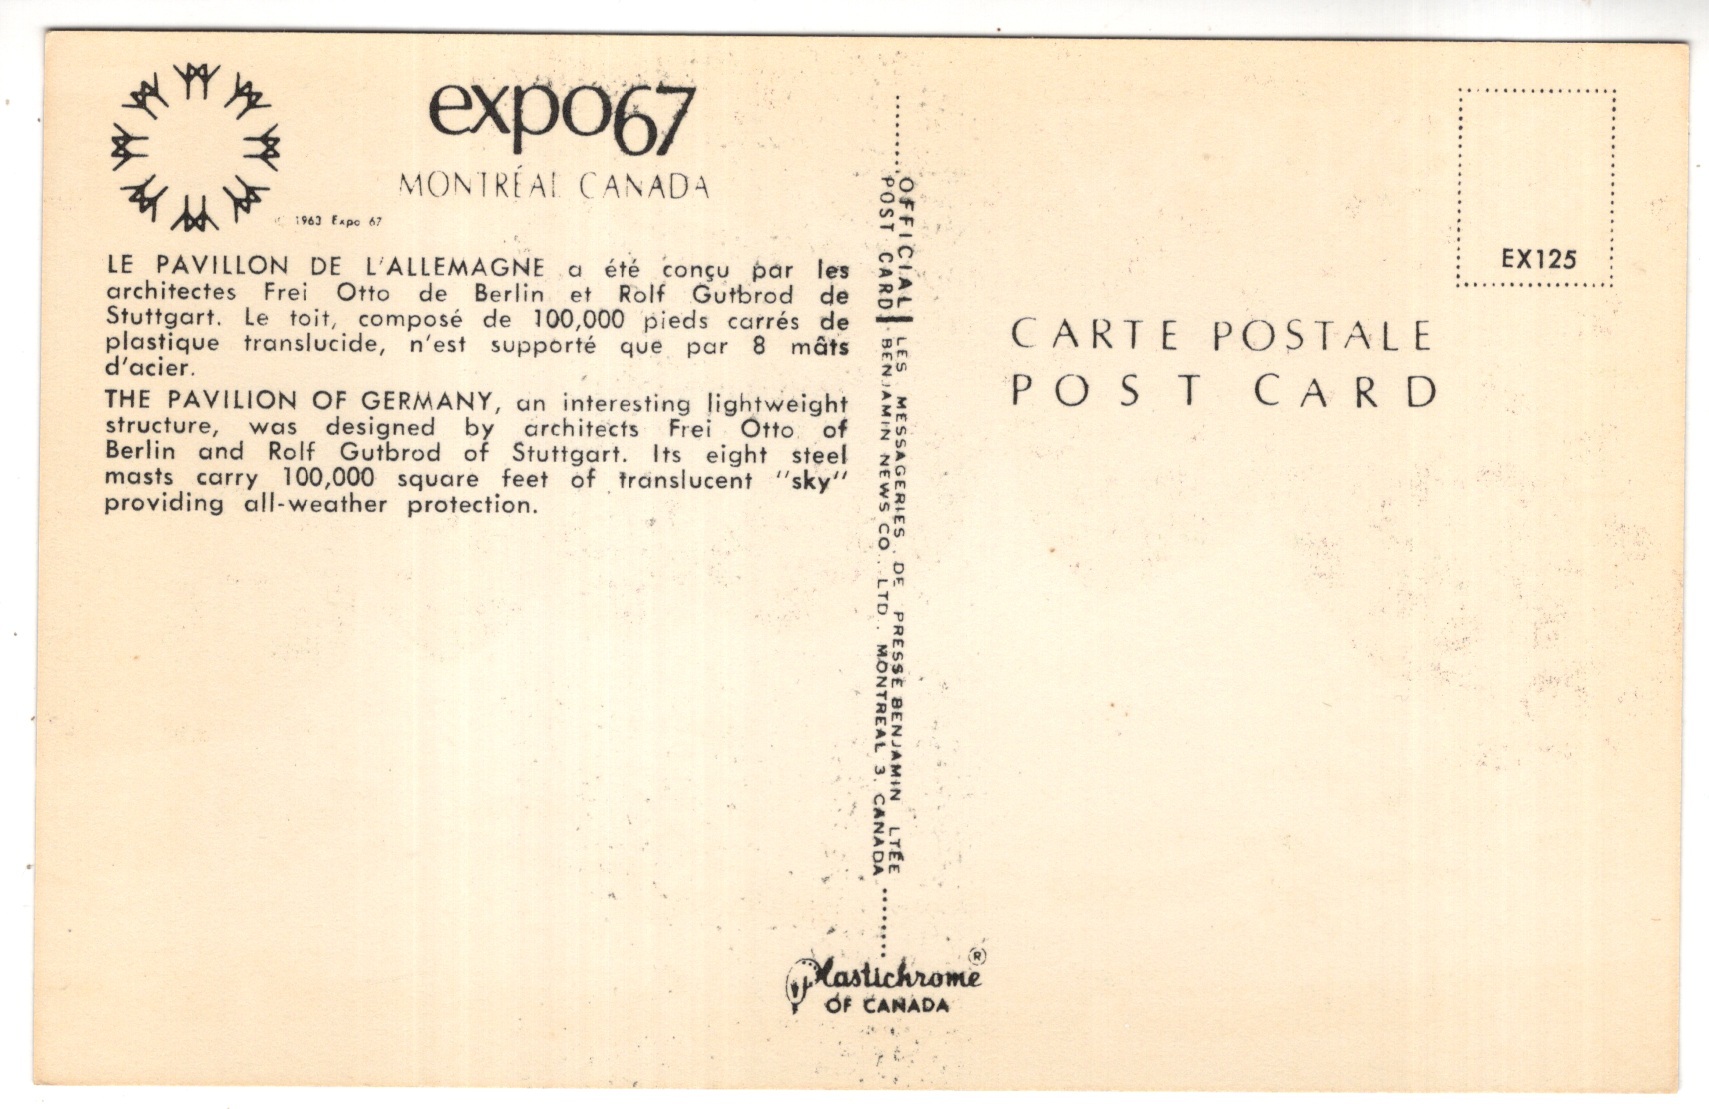 expo67
MONTRÉAL CANADA
© 1963 Expo 67
LE PAVILLON DE L'ALLEMAGNE a été conçu par les
architectes Frei Otto de Berlin et Rolf Gutbrod de
Stuttgart. Le toit, composé de 100,000 pieds carrés de
plastique translucide, n'est supporté que par 8 mâts
d'acier.
THE PAVILION OF GERMANY, an interesting lightweight
structure, was designed by architects Frei Otto of
Berlin and Rolf Gutbrod of Stuttgart. Its eight steel
masts carry 100,000 square feet of translucent "sky"
providing all-weather protection.
OFFICIAL LES MESSAGERIES DE PRESSE BENJAMIN LTÉE
POST CARD BENJAMIN NEWS CO. LTD. MONTREAL 3, CANADA
Plastichrome ®
OF CANADA
EX125
CARTE POSTALE
POST CARD